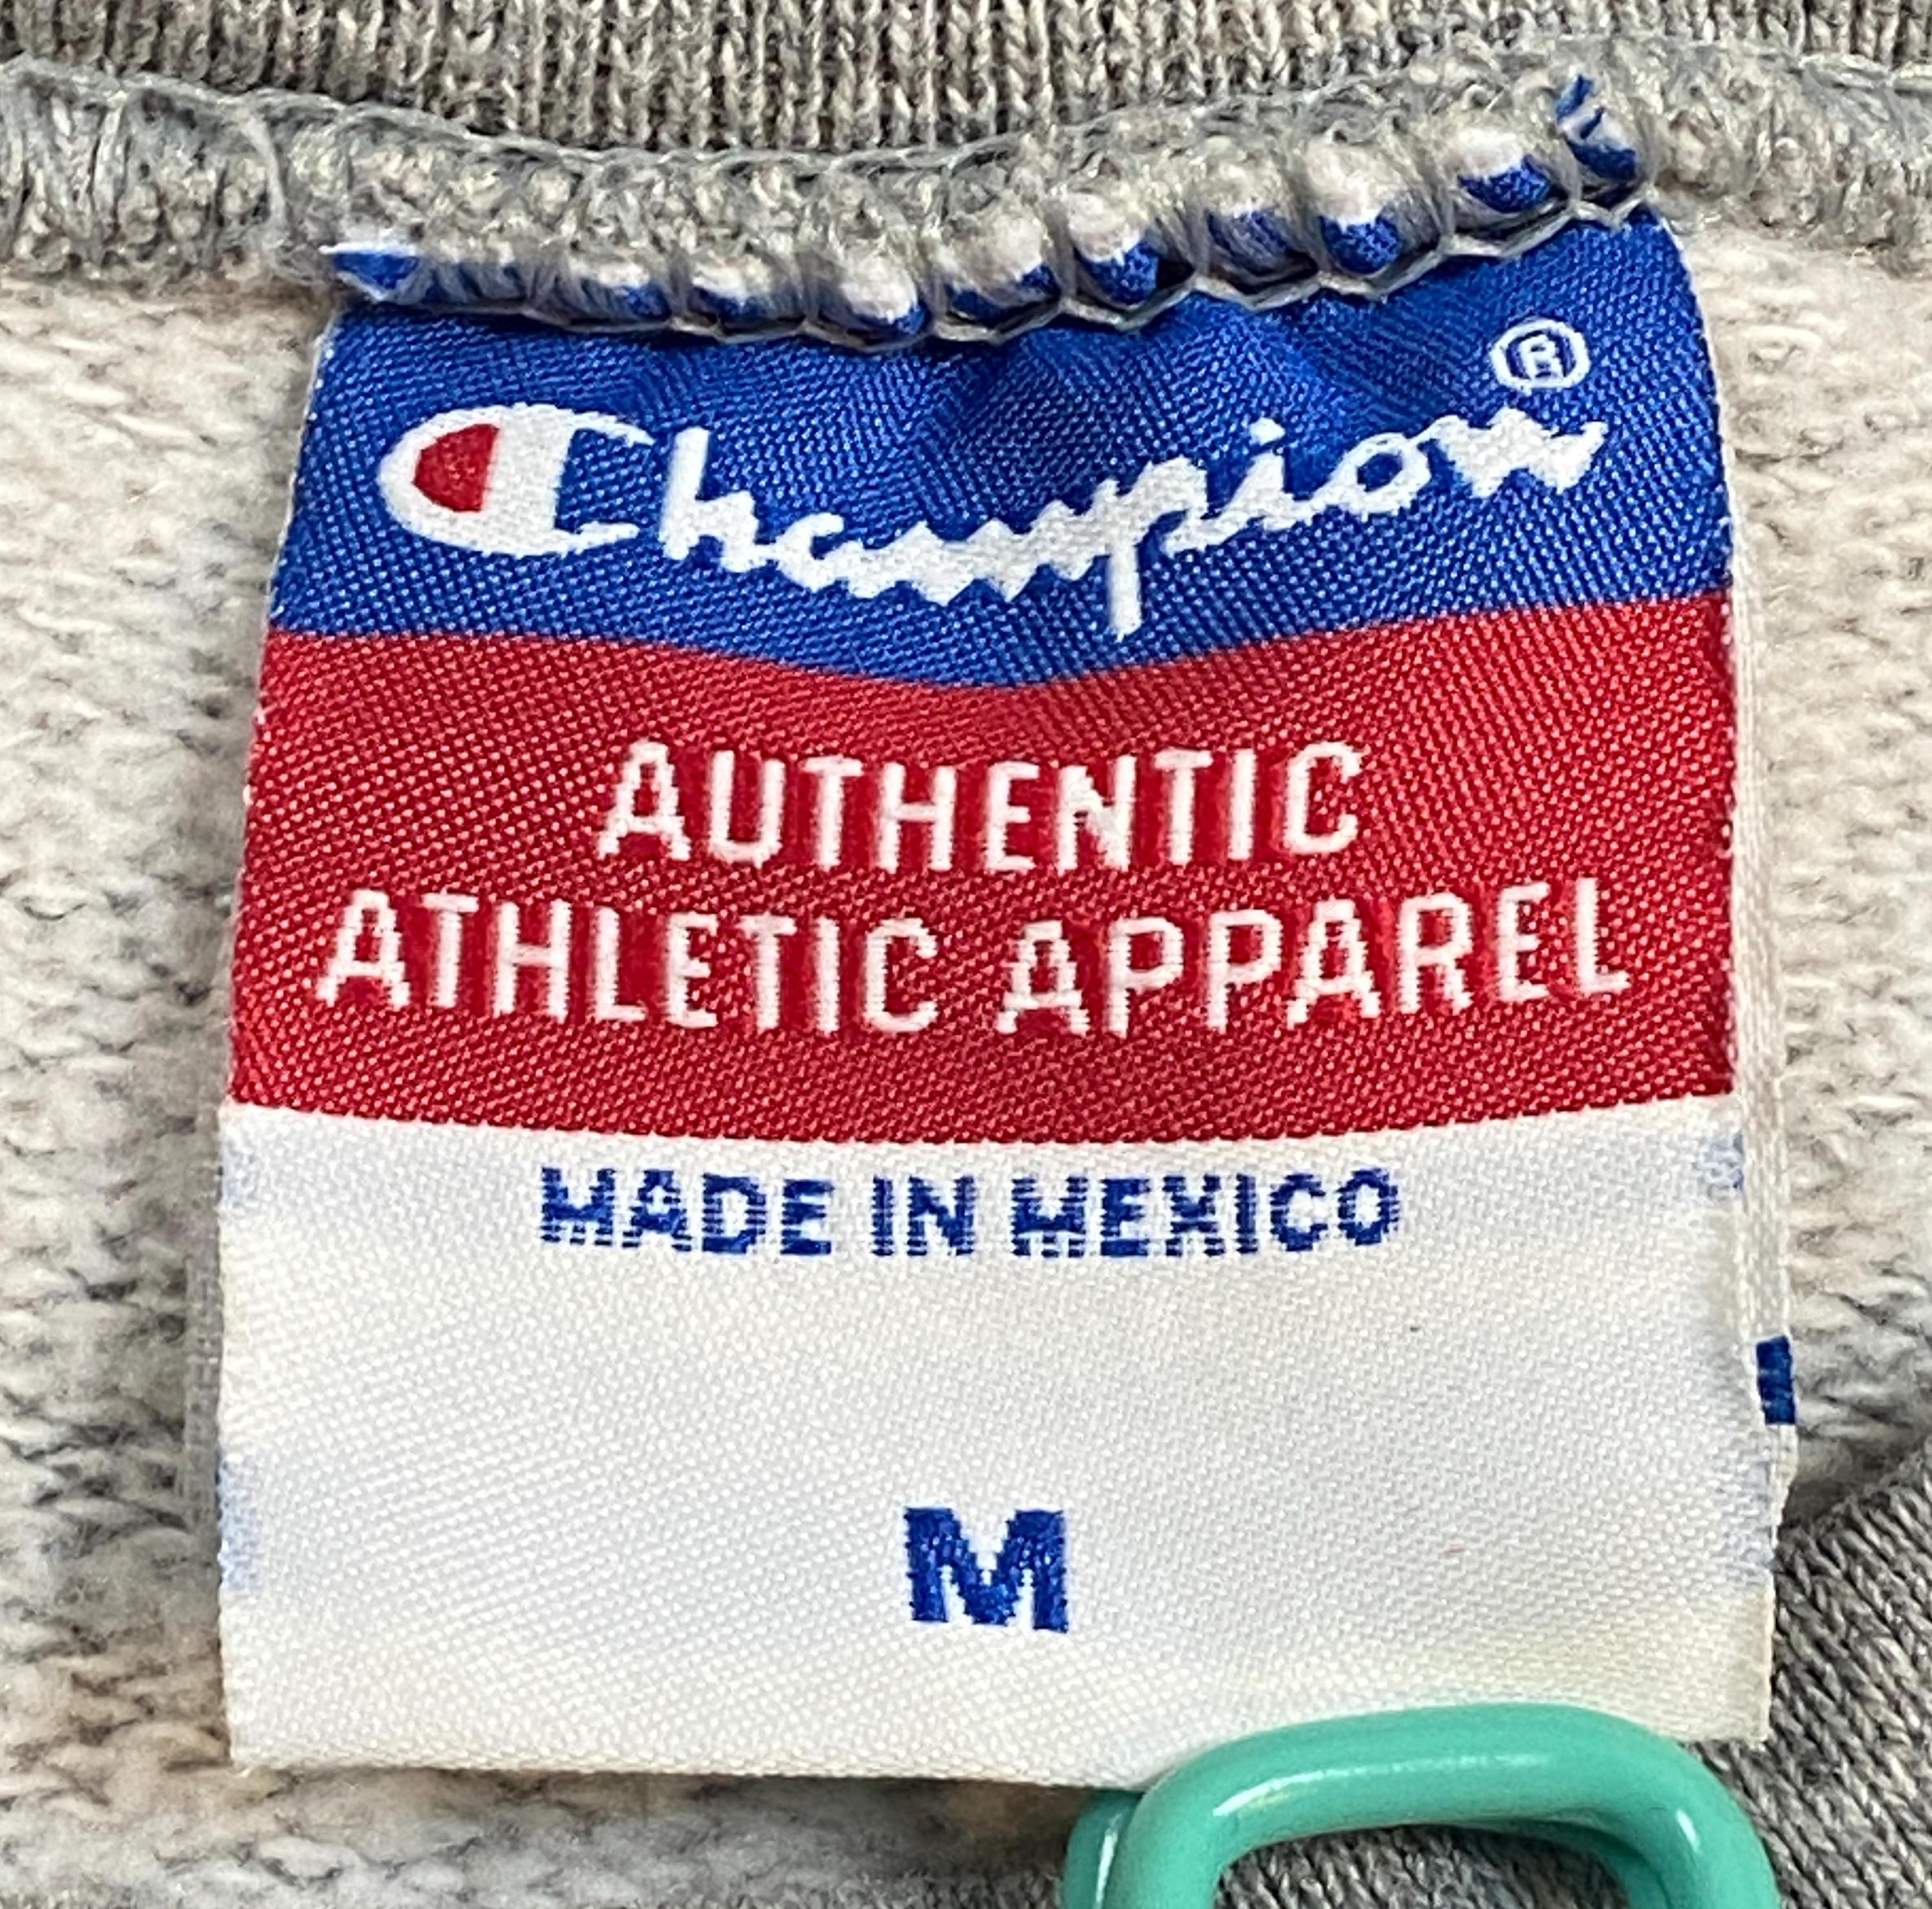 Champion®
AUTHENTIC
ATHLETIC APPAREL
MADE IN MEXICO
M